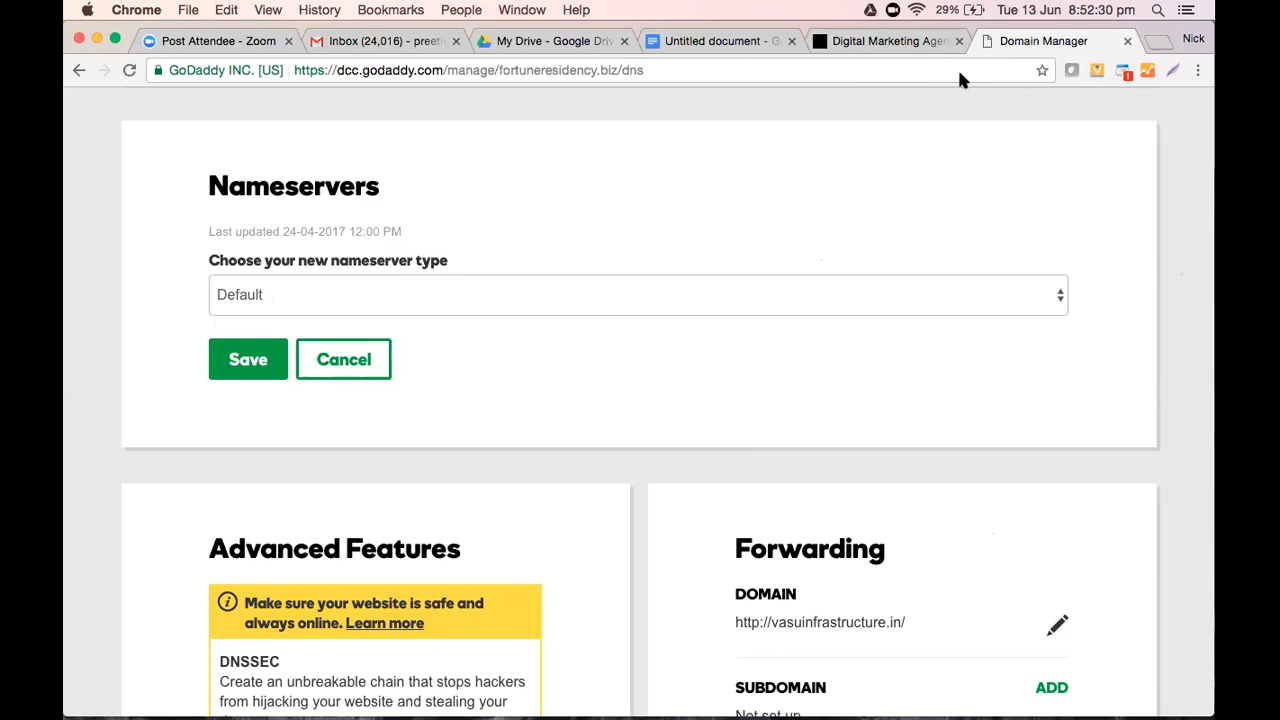 Chrome File Edit View History Bookmarks People Window Help 29% Tue 13 Jun 8:52:30 pm
Post Attendee - Zoom Inbox (24,016) - preeti My Drive - Google Driv Untitled document - G Digital Marketing Agen Domain Manager Nick
GoDaddy INC. [US] https://dcc.godaddy.com/manage/fortuneresidency.biz/dns
Nameservers
Last updated 24-04-2017 12:00 PM
Choose your new nameserver type
Default
Save Cancel
Advanced Features
Make sure your website is safe and
always online. Learn more
DNSSEC
Create an unbreakable chain that stops hackers
from hijacking your website and stealing your
Forwarding
DOMAIN
http://vasuinfrastructure.in/
SUBDOMAIN ADD
Not set up